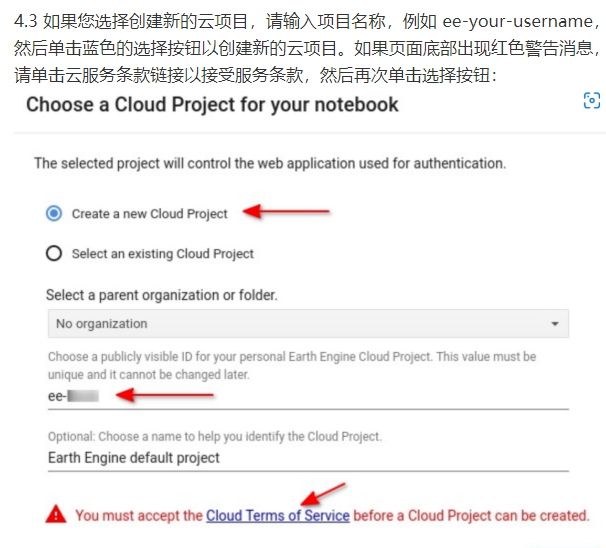 4.3 如果您选择创建新的云项目，请输入项目名称，例如 ee-your-username，
然后单击蓝色的选择按钮以创建新的云项目。如果页面底部出现红色警告消息，
请单击云服务条款链接以接受服务条款，然后再次单击选择按钮：
Choose a Cloud Project for your notebook
The selected project will control the web application used for authentication.
Create a new Cloud Project
Select an existing Cloud Project
Select a parent organization or folder.
No organization
Choose a publicly visible ID for your personal Earth Engine Cloud Project. This value must be
unique and it cannot be changed later.
ee-
Optional: Choose a name to help you identify the Cloud Project.
Earth Engine default project
You must accept the Cloud Terms of Service before a Cloud Project can be created.